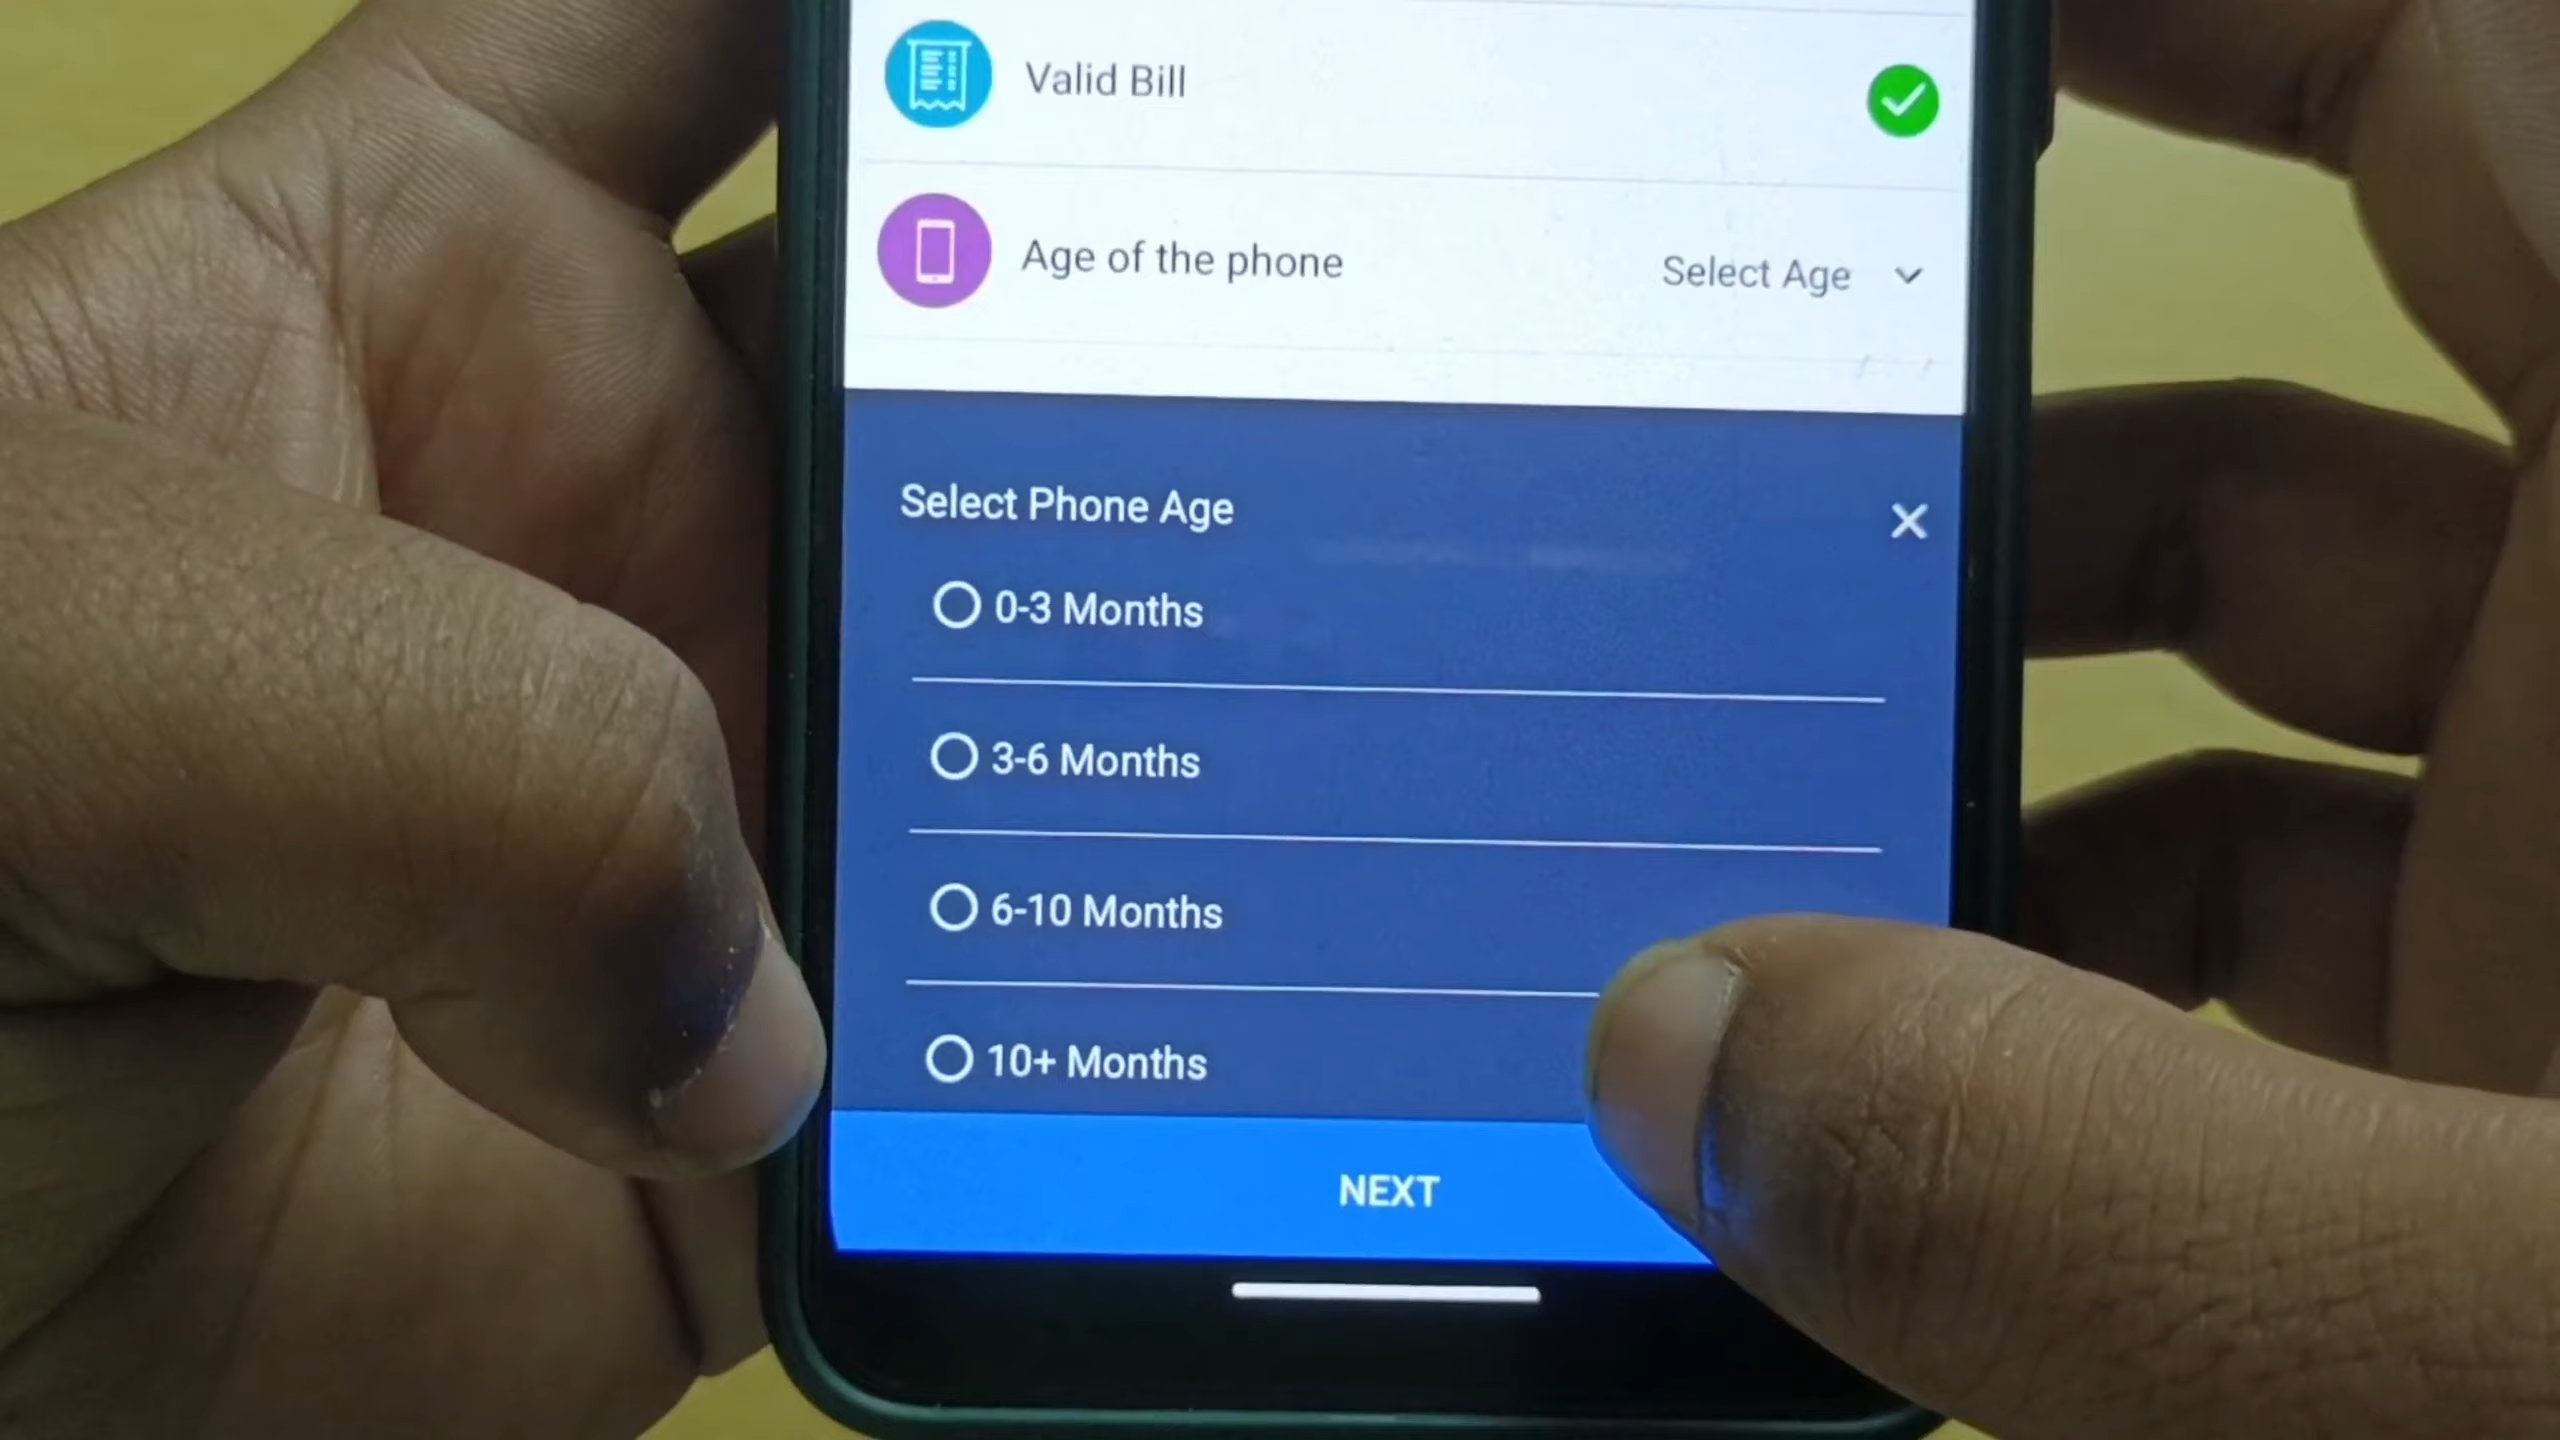 Valid Bill
Age of the phone
Select Age
Select Phone Age
0-3 Months
3-6 Months
6-10 Months
10+ Months
NEXT